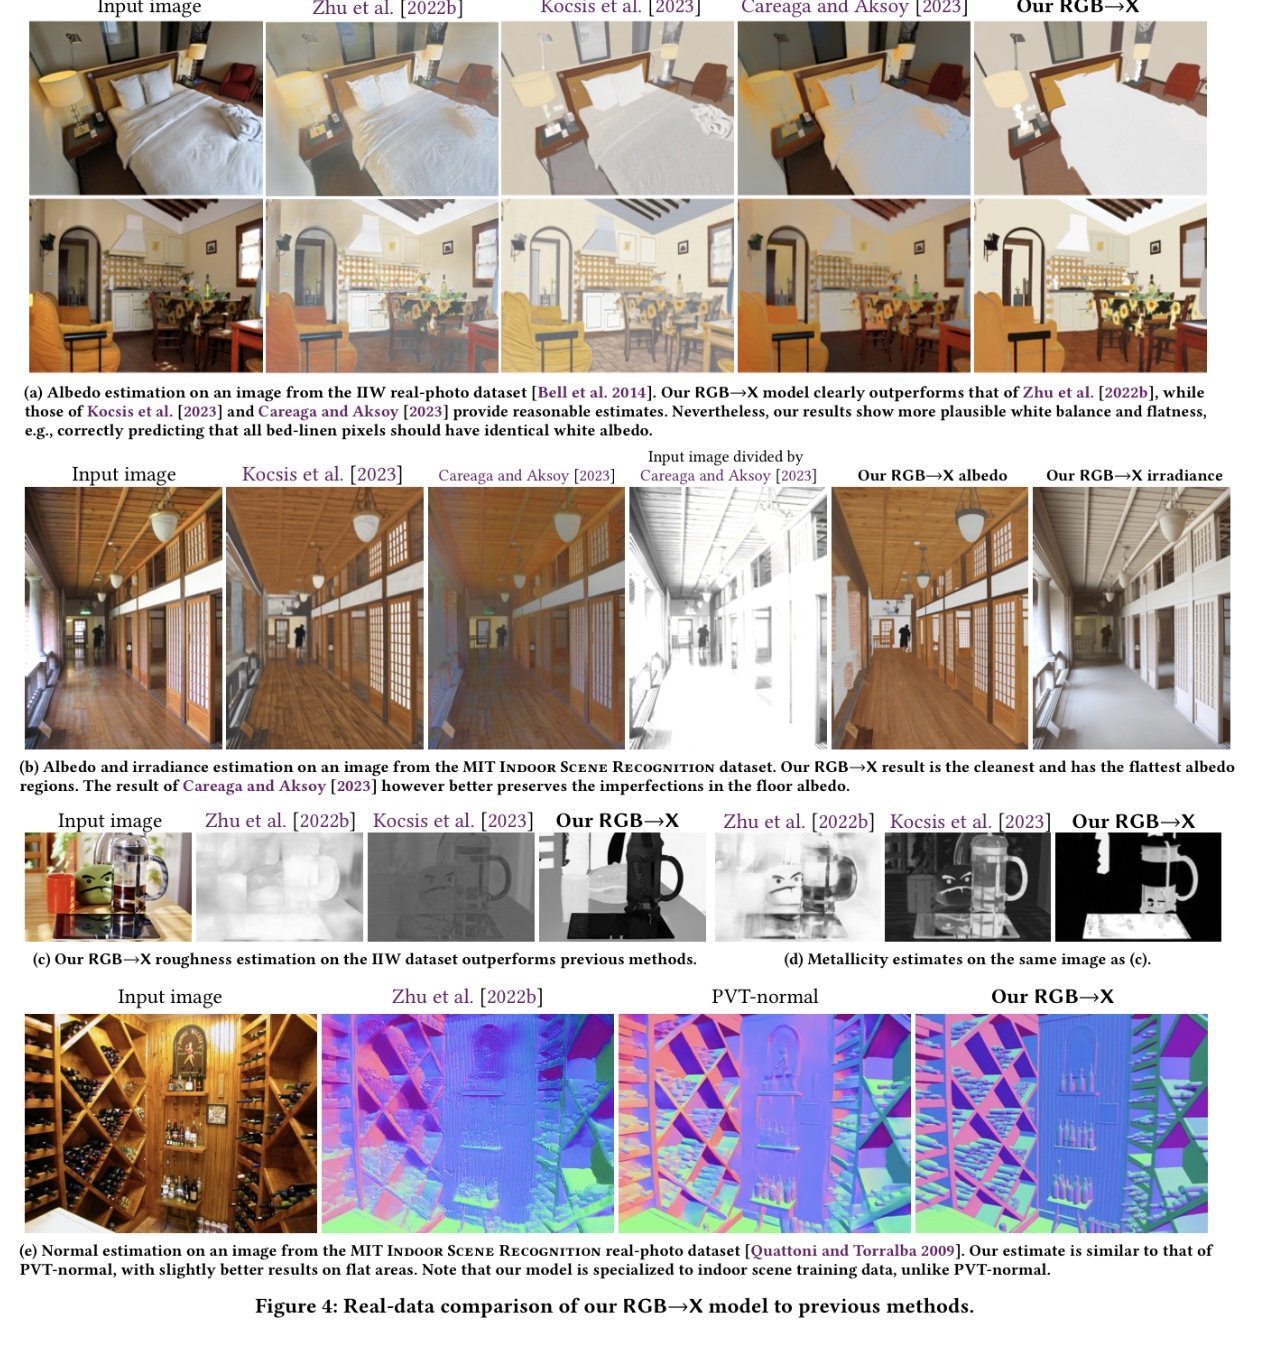 Input image Zhu et al. [2022b] Kocsis et al. [2023] Careaga and Aksoy [2023] Our RGB→X
(a) Albedo estimation on an image from the IIW real-photo dataset [Bell et al. 2014]. Our RGB→X model clearly outperforms that of Zhu et al. [2022b], while
those of Kocsis et al. [2023] and Careaga and Aksoy [2023] provide reasonable estimates. Nevertheless, our results show more plausible white balance and flatness,
e.g., correctly predicting that all bed-linen pixels should have identical white albedo.
Input image Kocsis et al. [2023] Careaga and Aksoy [2023] Input image divided by
Careaga and Aksoy [2023] Our RGB→X albedo Our RGB→X irradiance
(b) Albedo and irradiance estimation on an image from the MIT Indoor Scene Recognition dataset. Our RGB→X result is the cleanest and has the flattest albedo
regions. The result of Careaga and Aksoy [2023] however better preserves the imperfections in the floor albedo.
Input image Zhu et al. [2022b] Kocsis et al. [2023] Our RGB→X Zhu et al. [2022b] Kocsis et al. [2023] Our RGB→X
(c) Our RGB→X roughness estimation on the IIW dataset outperforms previous methods.
(d) Metallicity estimates on the same image as (c).
Input image Zhu et al. [2022b] PVT-normal Our RGB→X
(e) Normal estimation on an image from the MIT Indoor Scene Recognition real-photo dataset [Quattoni and Torralba 2009]. Our estimate is similar to that of
PVT-normal, with slightly better results on flat areas. Note that our model is specialized to indoor scene training data, unlike PVT-normal.
Figure 4: Real-data comparison of our RGB→X model to previous methods.